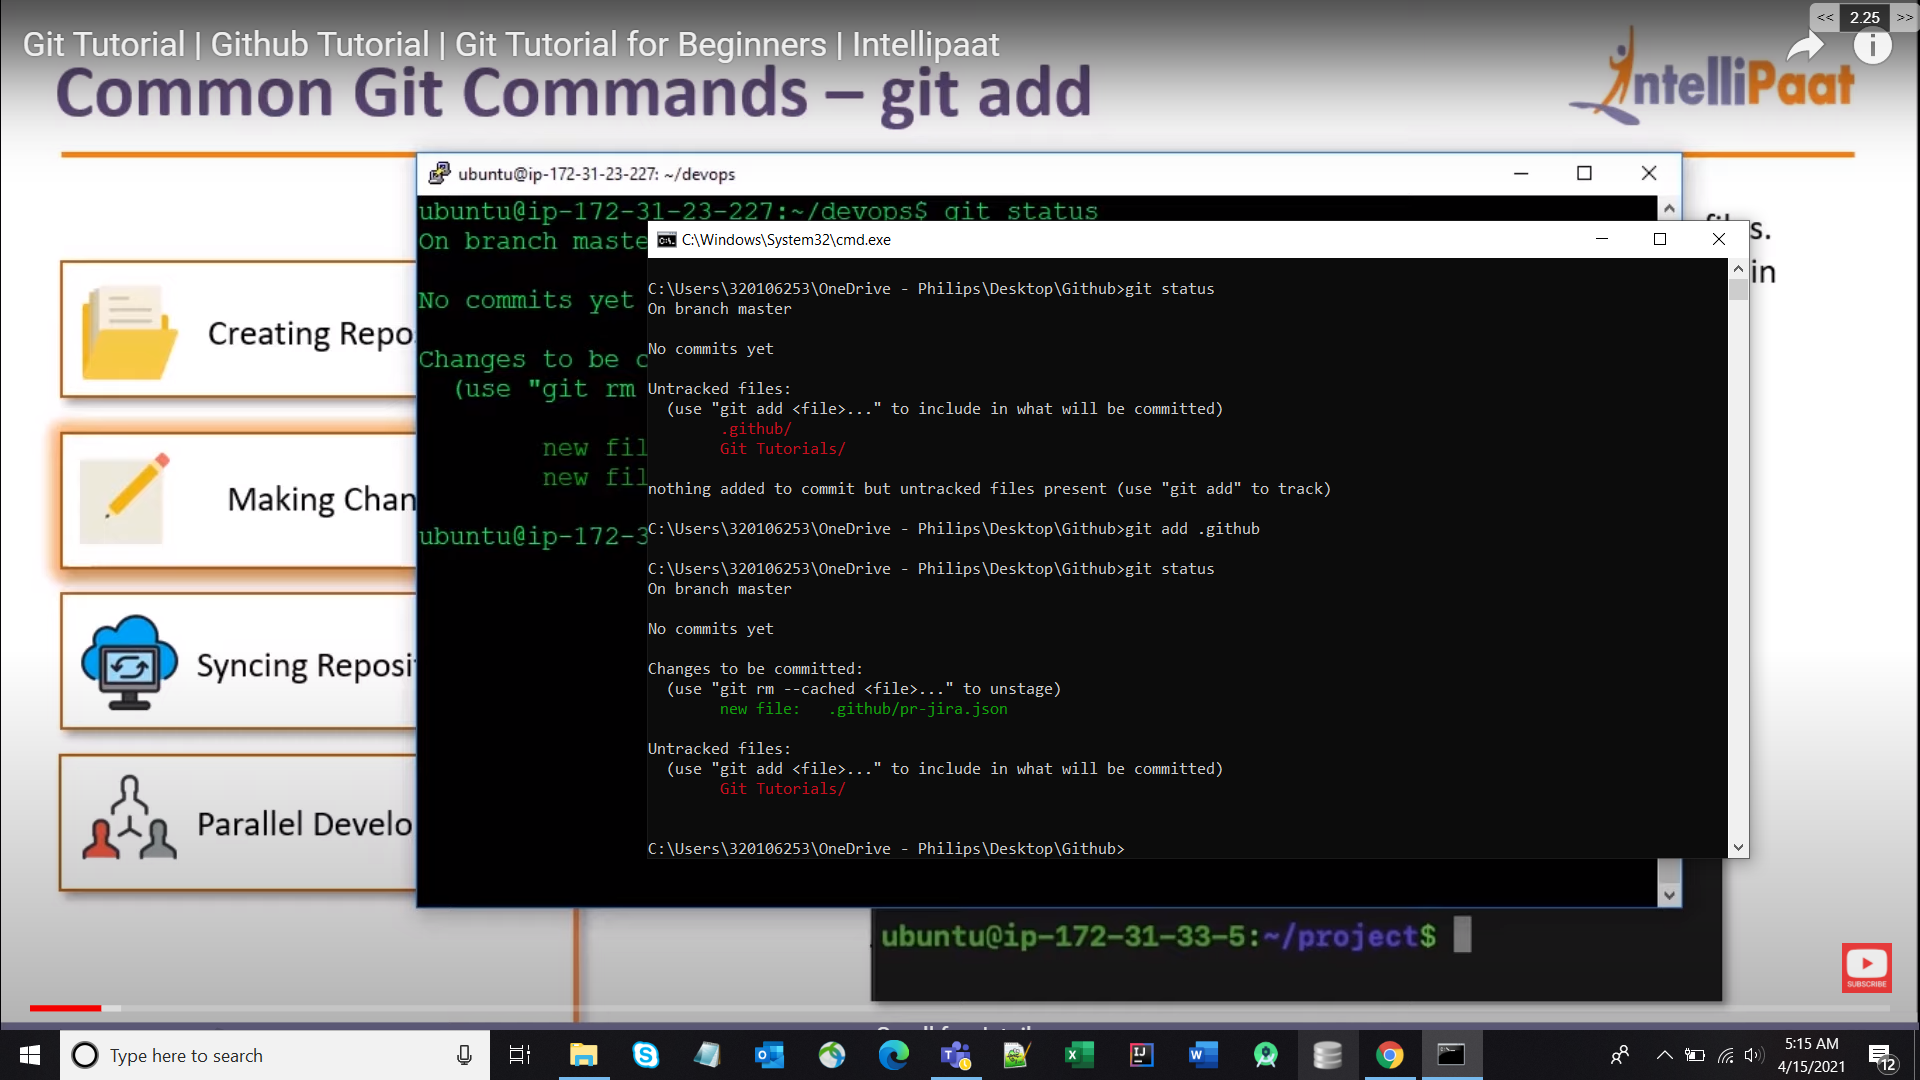 << 2.25 >>
Git Tutorial | Github Tutorial | Git Tutorial for Beginners | Intellipaat
Common Git Commands – git add
IntelliPaat
ubuntu@ip-172-31-23-227: ~/devops
ubuntu@ip-172-31-23-227:~/devops$ git status
On branch maste
No commits yet
Changes to be c
(use "git rm
new fil
new fil
ubuntu@ip-172-3
s.
in
Creating Repo
Making Chan
Syncing Reposi
Parallel Develo
C:\Windows\System32\cmd.exe
C:\Users\320106253\OneDrive - Philips\Desktop\Github>git status
On branch master
No commits yet
Untracked files:
(use "git add <file>..." to include in what will be committed)
.github/
Git Tutorials/
nothing added to commit but untracked files present (use "git add" to track)
C:\Users\320106253\OneDrive - Philips\Desktop\Github>git add .github
C:\Users\320106253\OneDrive - Philips\Desktop\Github>git status
On branch master
No commits yet
Changes to be committed:
(use "git rm --cached <file>..." to unstage)
new file:   .github/pr-jira.json
Untracked files:
(use "git add <file>..." to include in what will be committed)
Git Tutorials/
C:\Users\320106253\OneDrive - Philips\Desktop\Github>
ubuntu@ip-172-31-33-5:~/project$
SUBSCRIBE
Type here to search
5:15 AM
4/15/2021
12